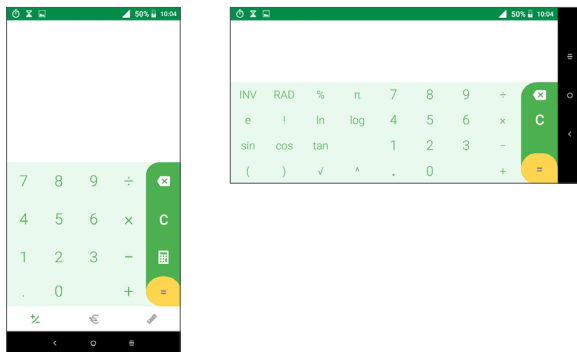 50% 10:04
7 8 9 ÷
4 5 6 × C
1 2 3 −
. 0 + =
€
50% 10:04
INV RAD % π 7 8 9 ÷
e ! ln log 4 5 6 × C
sin cos tan 1 2 3 −
( ) √ ^ . 0 + =